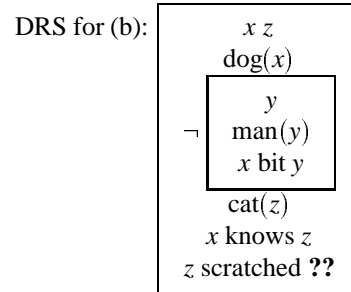 DRS for (b):
x z
dog(x)
y
¬ man(y)
x bit y
cat(z)
x knows z
z scratched ??